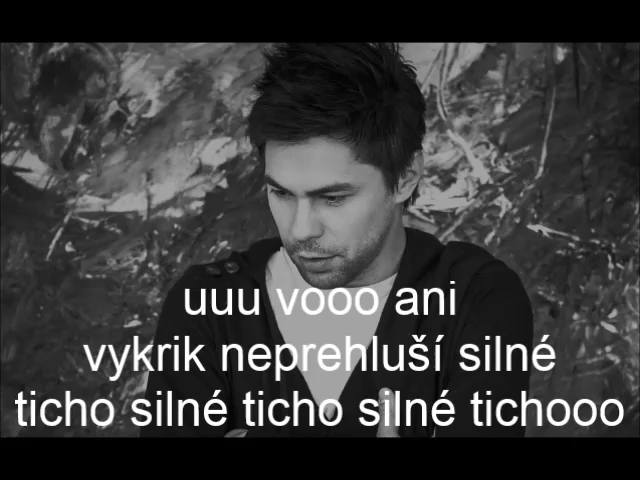 uuu vooo ani
vykrik neprehluší silné
ticho silné ticho silné tichooo